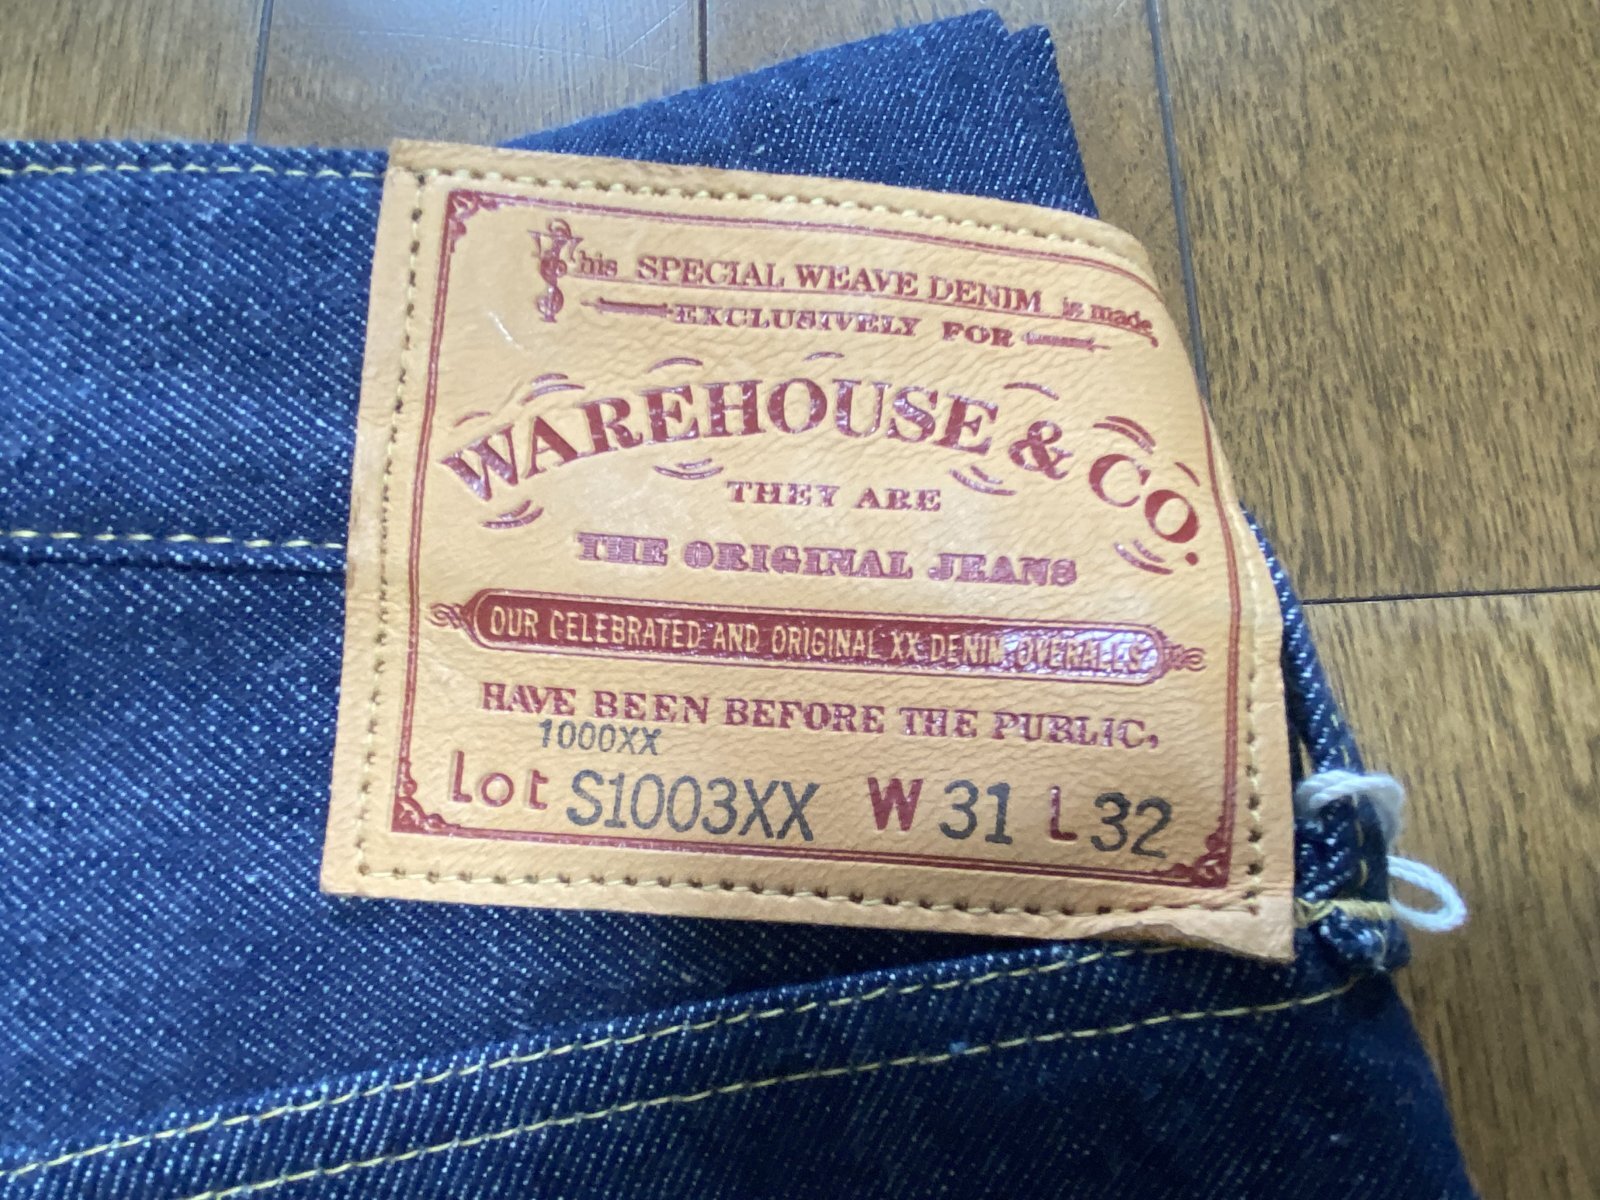 This SPECIAL WEAVE DENIM is made
EXCLUSIVELY FOR
WAREHOUSE & CO.
THEY ARE
THE ORIGINAL JEANS
OUR CELEBRATED AND ORIGINAL XX DENIM OVERALLS
HAVE BEEN BEFORE THE PUBLIC,
1000XX
Lot S1003XX W 31 L 32